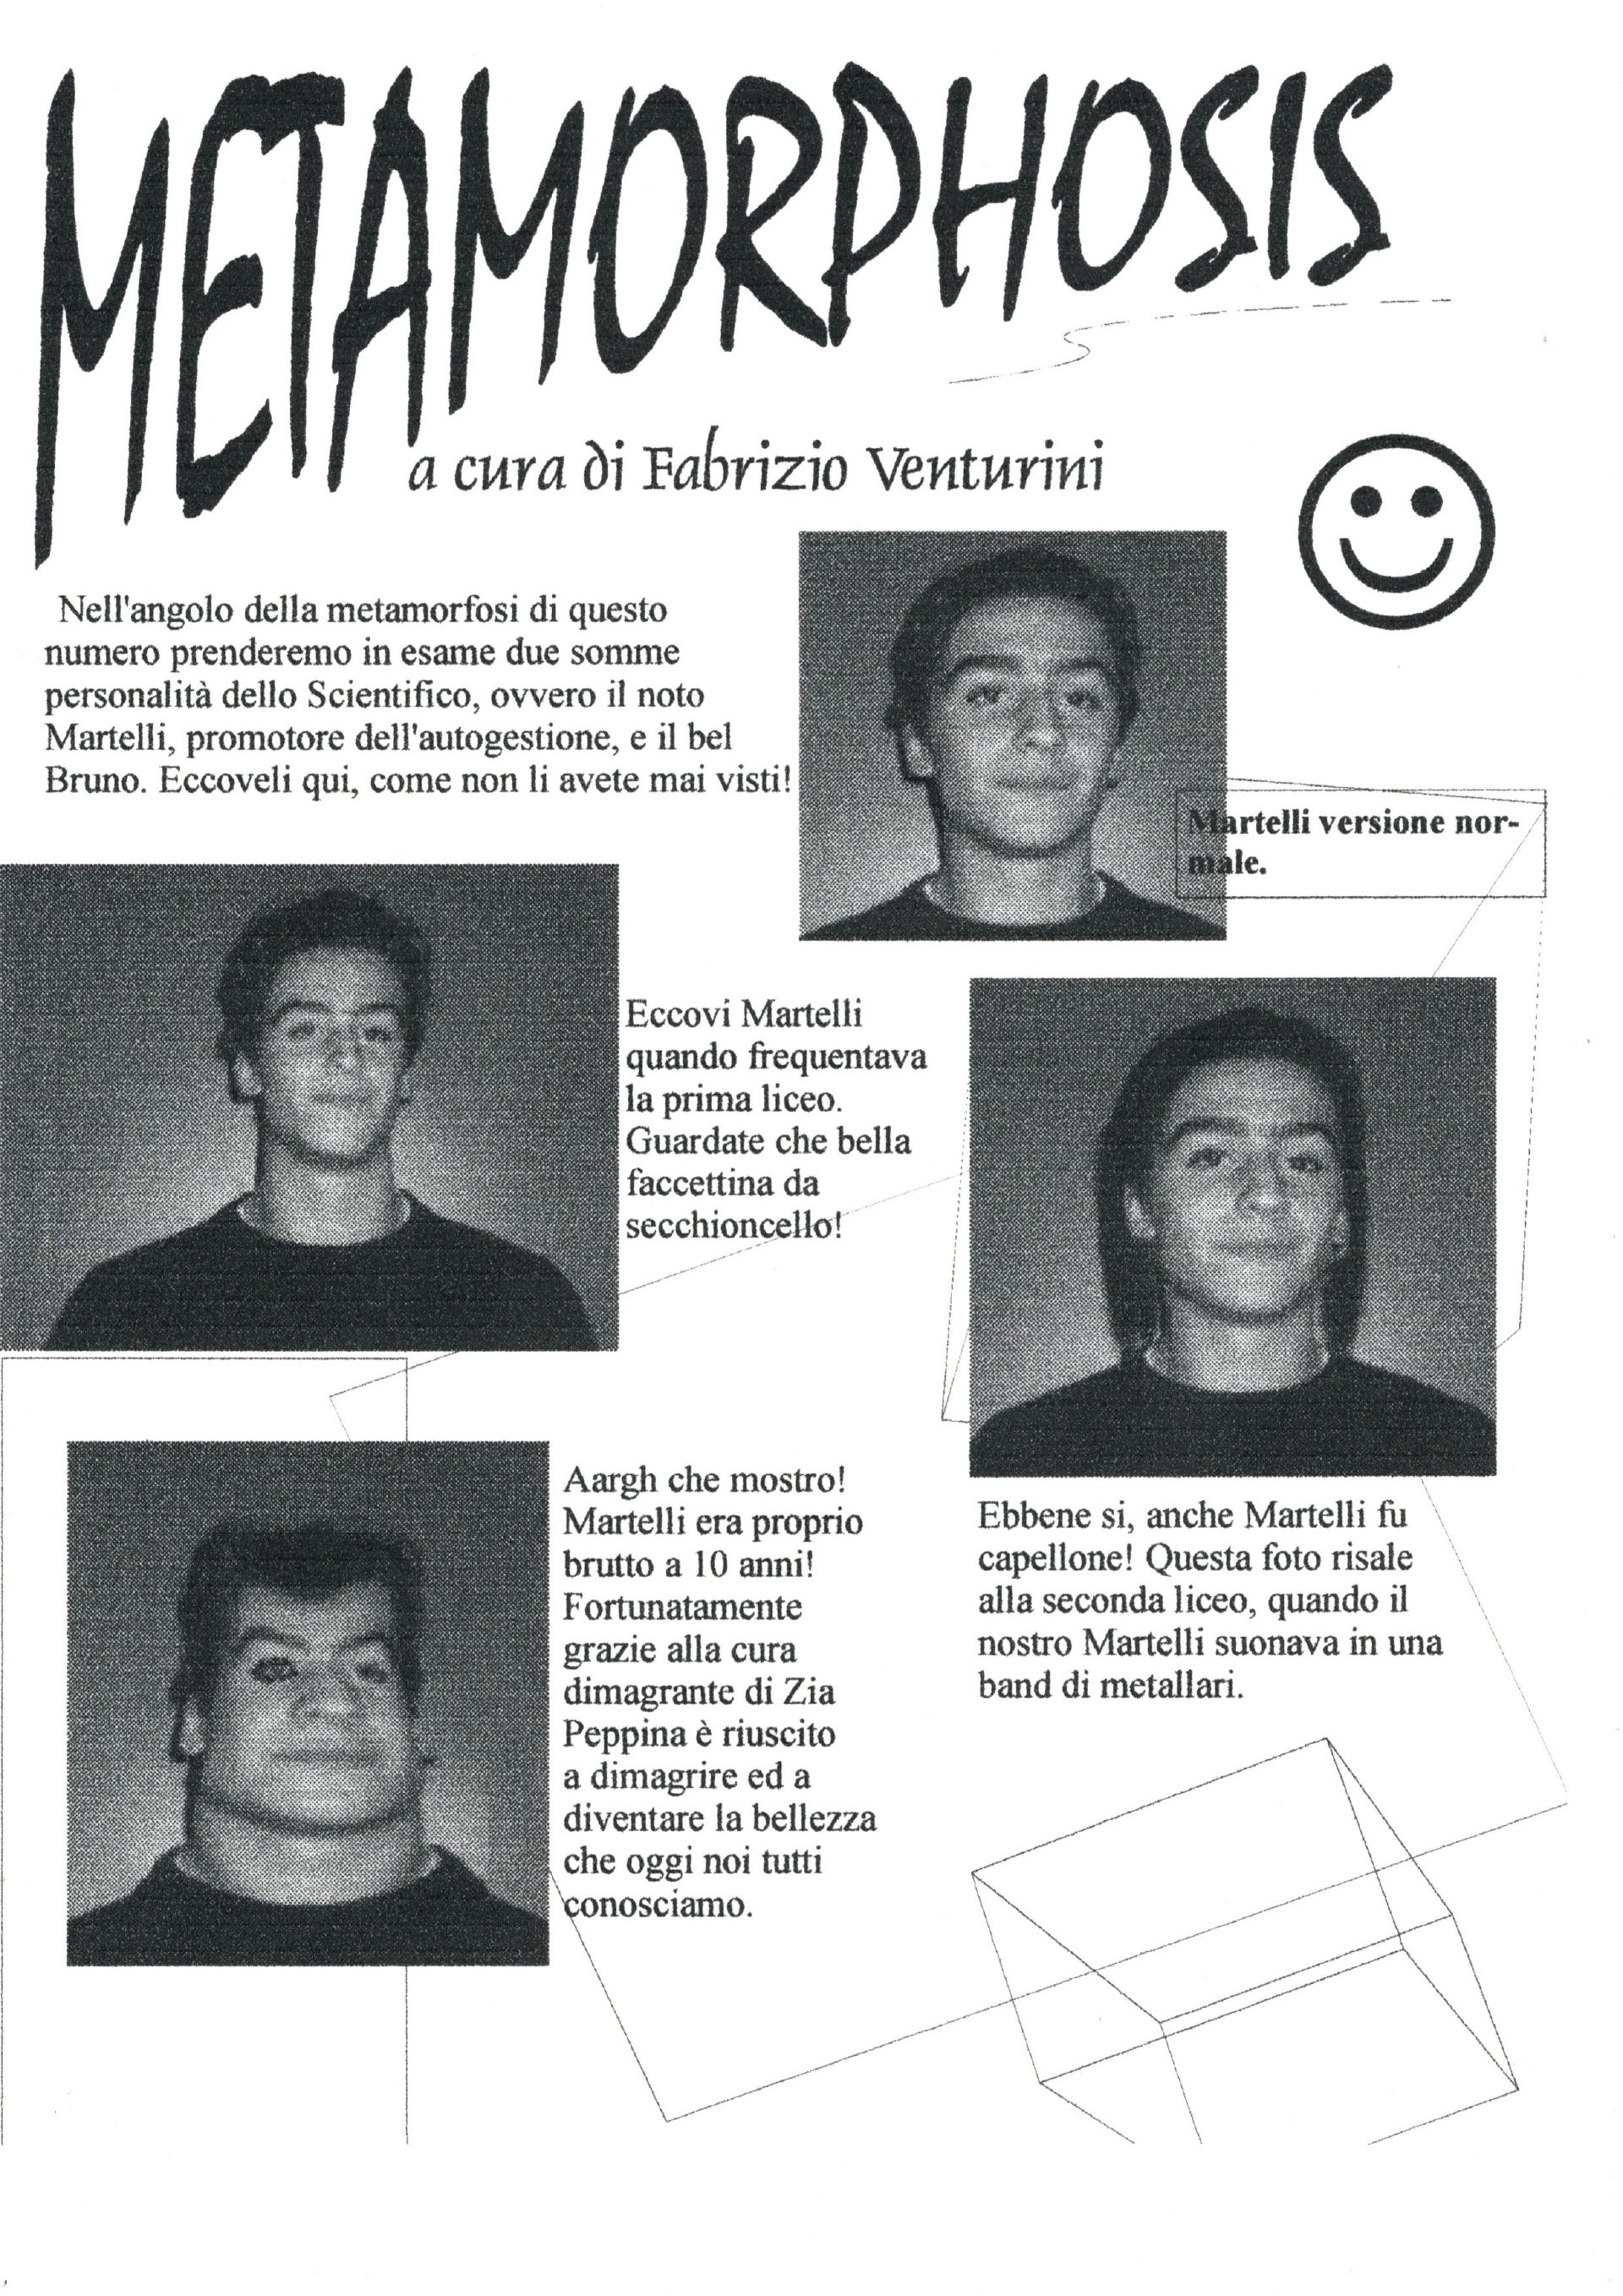 METAMORPHOSIS
a cura di Fabrizio Venturini
Nell'angolo della metamorfosi di questo
numero prenderemo in esame due somme
personalità dello Scientifico, ovvero il noto
Martelli, promotore dell'autogestione, e il bel
Bruno. Eccoveli qui, come non li avete mai visti!
Martelli versione nor-
male.
Eccovi Martelli
quando frequentava
la prima liceo.
Guardate che bella
faccettina da
secchioncello!
Aargh che mostro!
Martelli era proprio
brutto a 10 anni!
Fortunatamente
grazie alla cura
dimagrante di Zia
Peppina è riuscito
a dimagrire ed a
diventare la bellezza
che oggi noi tutti
conosciamo.
Ebbene si, anche Martelli fu
capellone! Questa foto risale
alla seconda liceo, quando il
nostro Martelli suonava in una
band di metallari.